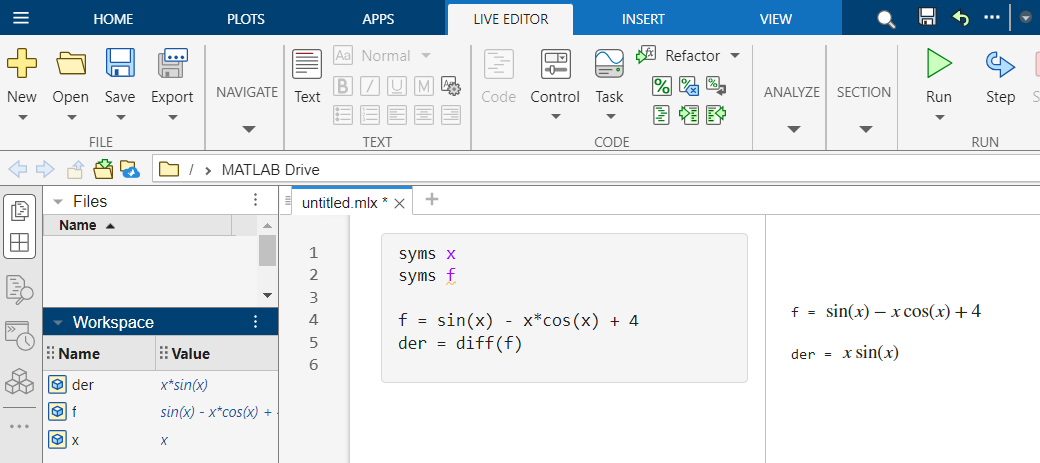 HOME PLOTS APPS LIVE EDITOR INSERT VIEW
Aa Normal Refactor
B I U M
New Open Save Export NAVIGATE Text Code Control Task ANALYZE SECTION Run Step S
FILE TEXT CODE RUN
/ › MATLAB Drive
Files
untitled.mlx * × +
Name
1 syms x
2 syms f
3
4 f = sin(x) - x*cos(x) + 4
5 der = diff(f)
6
f = sin(x) − x cos(x) + 4
der = x sin(x)
Workspace
Name Value
der x*sin(x)
f sin(x) - x*cos(x) +
x x